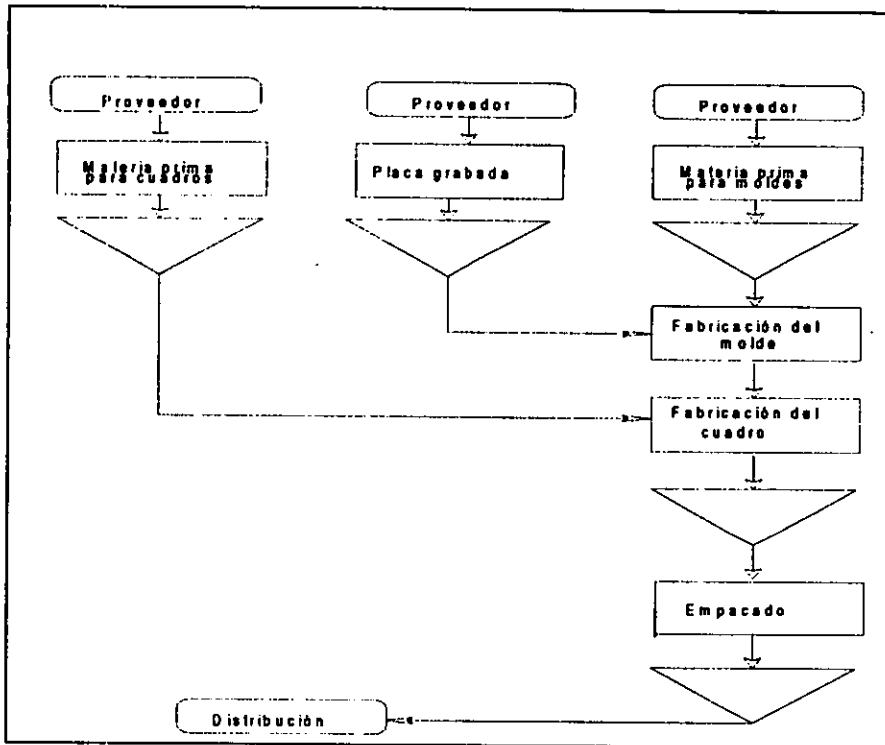 Proveedor
Proveedor
Proveedor
Materia prima
para cuadros
Placa grabada
Materia prima
para moldes
Fabricación del
molde
Fabricación del
cuadro
Empacado
Distribución